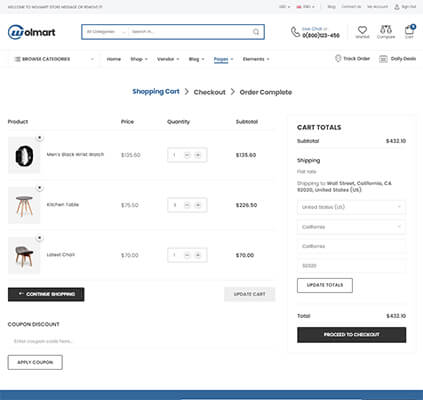 WELCOME TO WOLMART STORE MESSAGE OR REMOVE IT!
USD ENG Blog Contact Us My Account Sign Out
Wolmart
All Categories Search in...
Live Chat or
0(800)123-456
Wishlist Compare Cart
BROWSE CATEGORIES Home Shop Vendor Blog Pages Elements Track Order Daily Deals
Shopping Cart > Checkout > Order Complete
Product Price Quantity Subtotal
Men's Black Wrist Watch 1 $135.60
Kitchen Table $75.50 3 $226.50
Latest Chair $70.00 1 $70.00
← CONTINUE SHOPPING UPDATE CART
COUPON DISCOUNT
Enter coupon code here...
APPLY COUPON
CART TOTALS
Subtotal $432.10
Shipping
Flat rate
Shipping to Wall Street, California, CA
92020, United States (US)
United States (US)
California
California
92020
UPDATE TOTALS
Total $432.10
PROCEED TO CHECKOUT